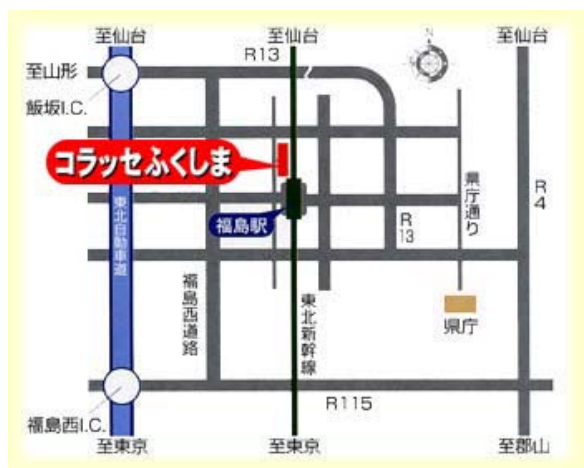 至仙台
至仙台
至仙台
R13
至山形
N
飯坂I.C.
コラッセふくしま
東北自動車道
福島駅
R13
県庁通り
R4
福島西道路
東北新幹線
県庁
R115
福島西I.C.
至東京
至東京
至郡山